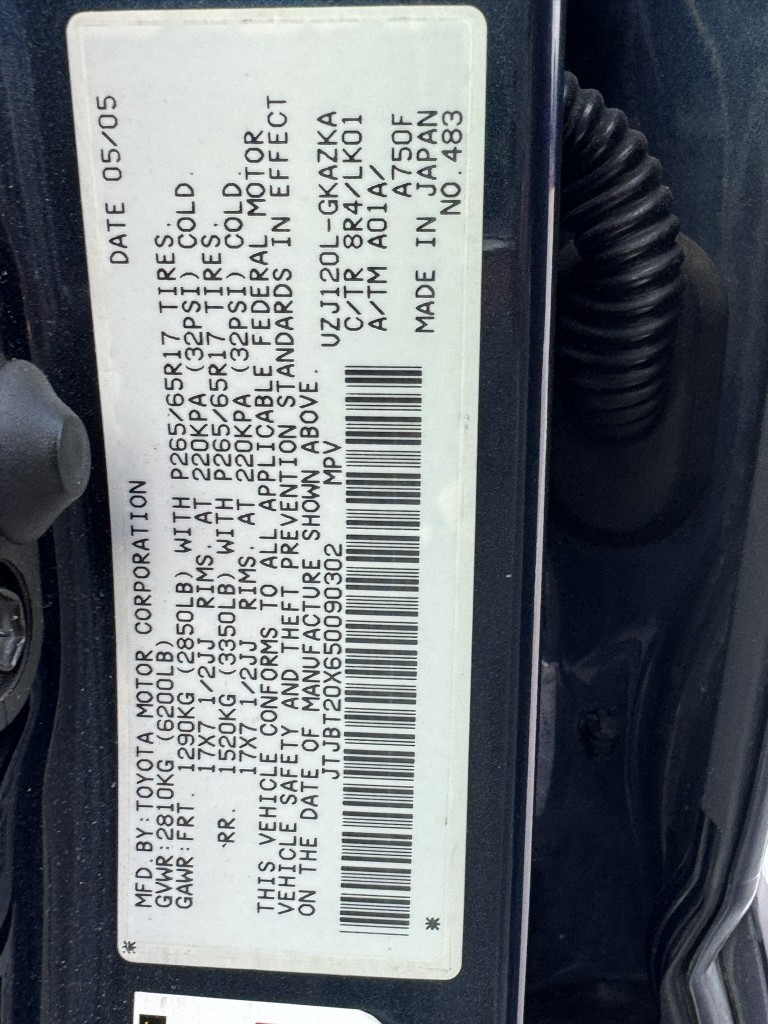 MFD.BY:TOYOTA MOTOR CORPORATION DATE 05/05
GVWR:2810KG (6200LB)
GAWR:FRT. 1290KG (2850LB) WITH P265/65R17 TIRES.
17X7 1/2JJ RIMS. AT 220KPA (32PSI) COLD.
RR. 1520KG (3350LB) WITH P265/65R17 TIRES.
17X7 1/2JJ RIMS. AT 220KPA (32PSI) COLD.
THIS VEHICLE CONFORMS TO ALL APPLICABLE FEDERAL MOTOR
VEHICLE SAFETY AND THEFT PREVENTION STANDARDS IN EFFECT
ON THE DATE OF MANUFACTURE SHOWN ABOVE.
JTJBT20X650090302 MPV UZJ120L-GKAZKA
C/TR 8R4/LK01
A/TM A01A/
A750F
MADE IN JAPAN
NO.483